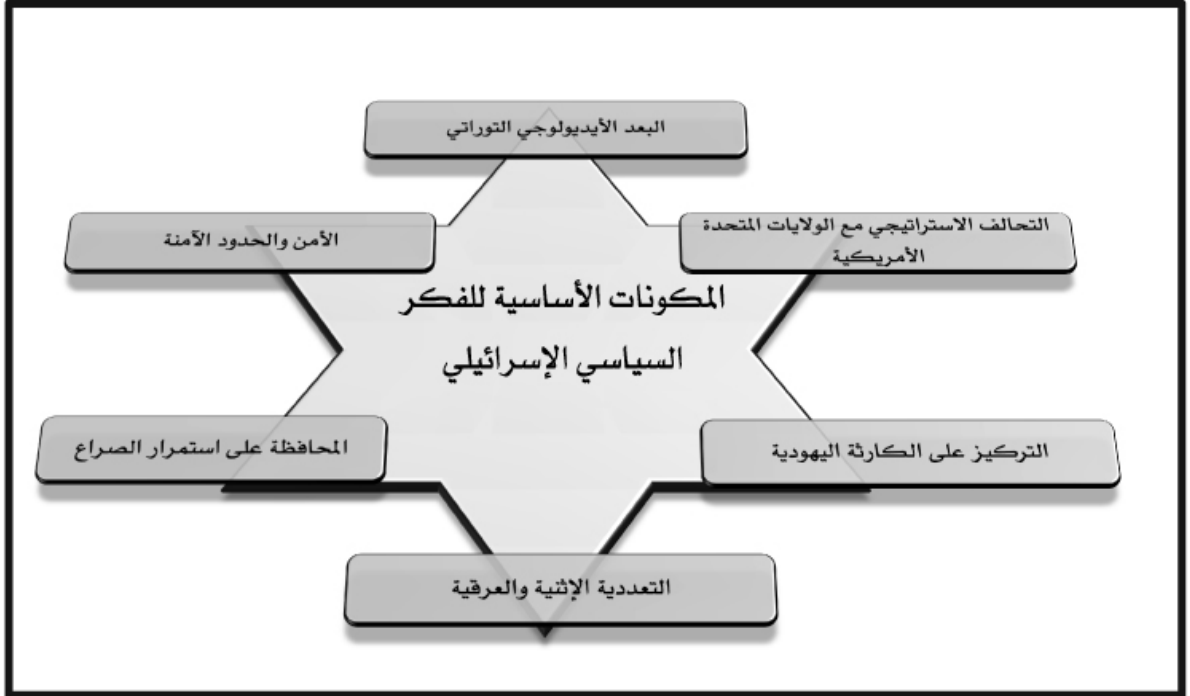 البعد الأيديولوجي التوراتي
التحالف الاستراتيجي مع الولايات المتحدة
الأمريكية
الأمن والحدود الآمنة
المكونات الأساسية للفكر
السياسي الإسرائيلي
التركيز على الكارثة اليهودية
المحافظة على استمرار الصراع
التعددية الإثنية والعرقية